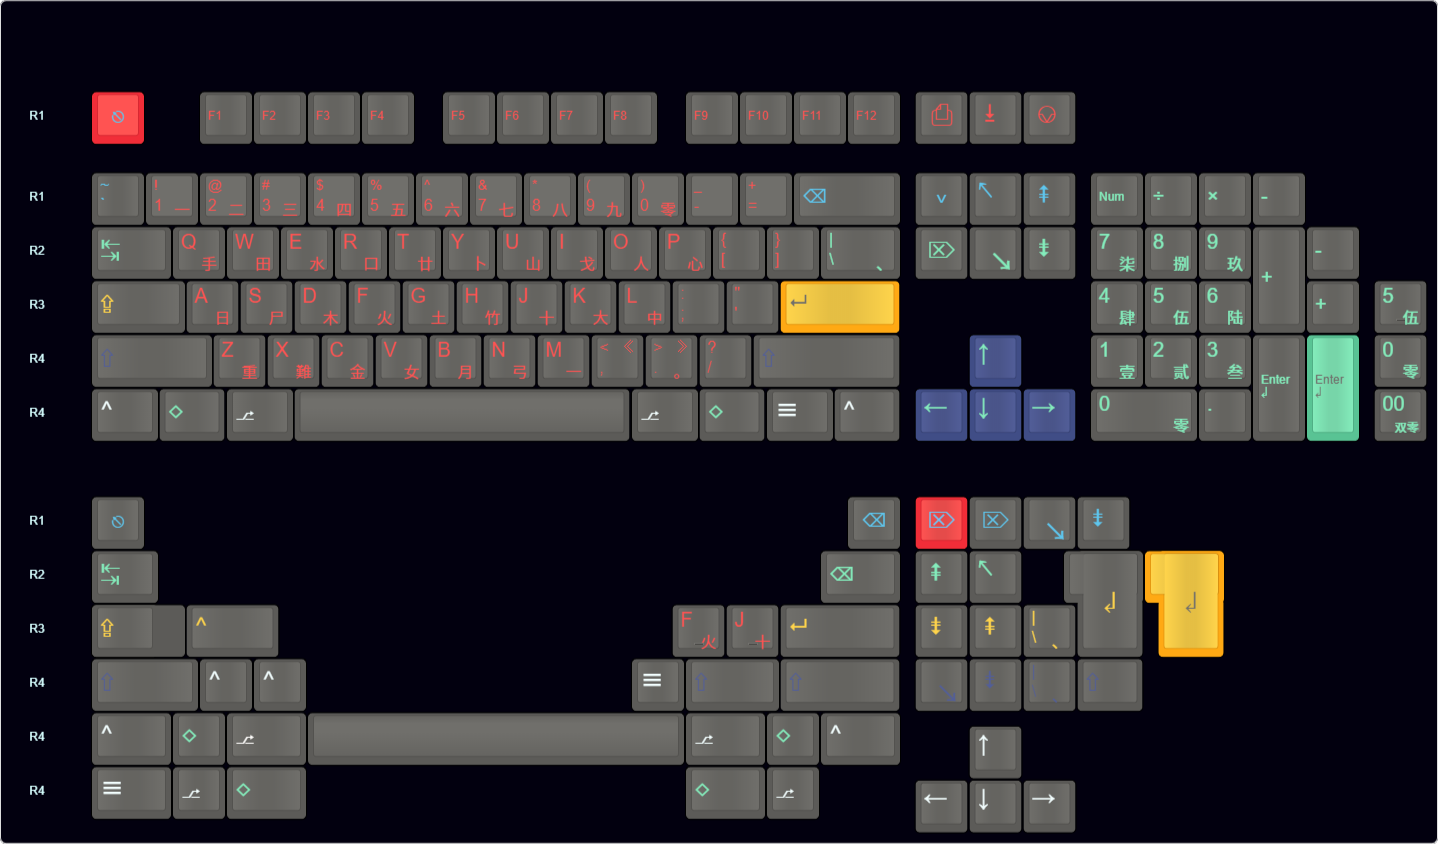 R1 F1 F2 F3 F4 F5 F6 F7 F8 F9 F10 F11 F12
R1 ~ ! @ # $ % ^ & * ( ) _ +
` 1 一 2 二 3 三 4 四 5 五 6 六 7 七 8 八 9 九 0 零 - = Num ÷ × -
R2 Q W E R T Y U I O P { } | 7 8 9 -
手 田 水 口 廿 卜 山 戈 人 心 [ ] \ 、 柒 捌 玖 +
R3 A S D F G H J K L : " 4 5 6 + 5
日 尸 木 火 土 竹 十 大 中 ; ' 肆 伍 陆 伍
R4 Z X C V B N M < 《 > 》 ? 1 2 3 Enter Enter 0
重 難 金 女 月 弓 一 , . 。 / 壹 贰 叁 零
R4 ^ ^ 0 . 00
零 双零
R1
R2
R3 ^ F J |
火 十 \ 、
R4 ^ ^
R4 ^ ^
R4